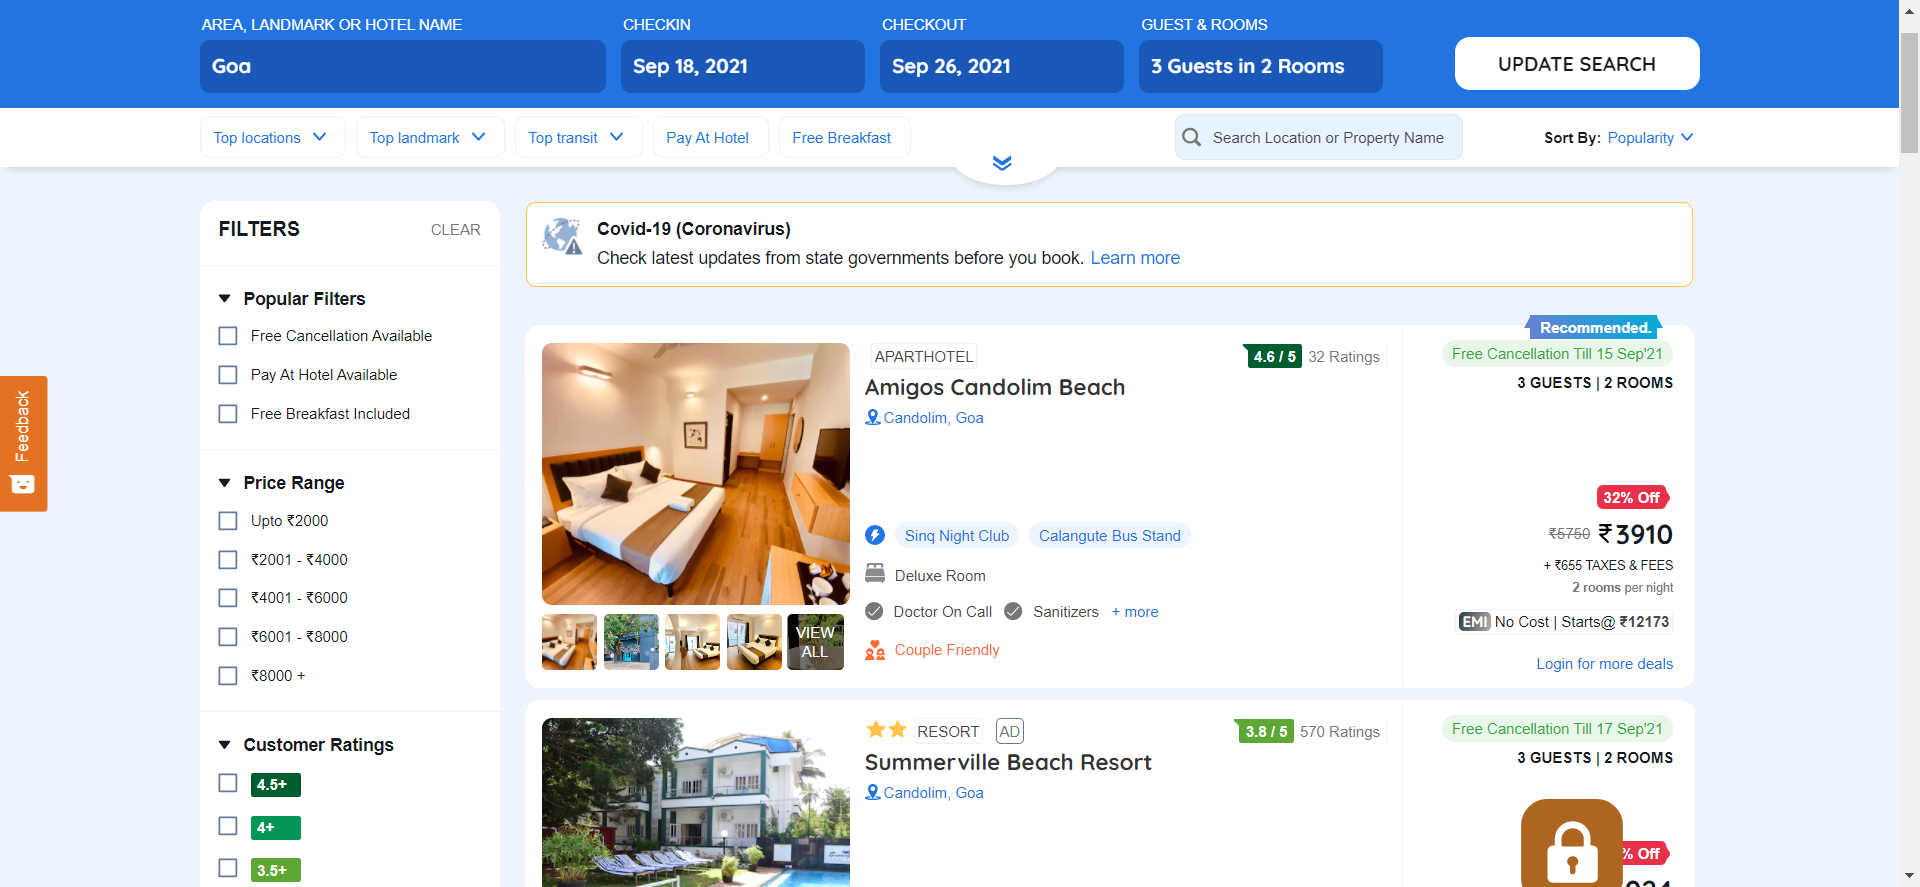 AREA, LANDMARK OR HOTEL NAME
CHECKIN
CHECKOUT
GUEST & ROOMS
Goa
Sep 18, 2021
Sep 26, 2021
3 Guests in 2 Rooms
UPDATE SEARCH
Top locations
Top landmark
Top transit
Pay At Hotel
Free Breakfast
Search Location or Property Name
Sort By: Popularity
FILTERS
CLEAR
Popular Filters
Free Cancellation Available
Pay At Hotel Available
Free Breakfast Included
Price Range
Upto ₹2000
₹2001 - ₹4000
₹4001 - ₹6000
₹6001 - ₹8000
₹8000 +
Customer Ratings
4.5+
4+
3.5+
Feedback
Covid-19 (Coronavirus)
Check latest updates from state governments before you book. Learn more
Recommended.
APARTHOTEL
4.6 / 5 32 Ratings
Amigos Candolim Beach
Candolim, Goa
Sinq Night Club
Calangute Bus Stand
Deluxe Room
Doctor On Call
Sanitizers
+ more
Couple Friendly
VIEW
ALL
Free Cancellation Till 15 Sep'21
3 GUESTS | 2 ROOMS
32% Off
₹5750 ₹3910
+ ₹655 TAXES & FEES
2 rooms per night
EMI No Cost | Starts@ ₹12173
Login for more deals
RESORT
AD
3.8 / 5 570 Ratings
Summerville Beach Resort
Candolim, Goa
Free Cancellation Till 17 Sep'21
3 GUESTS | 2 ROOMS
% Off